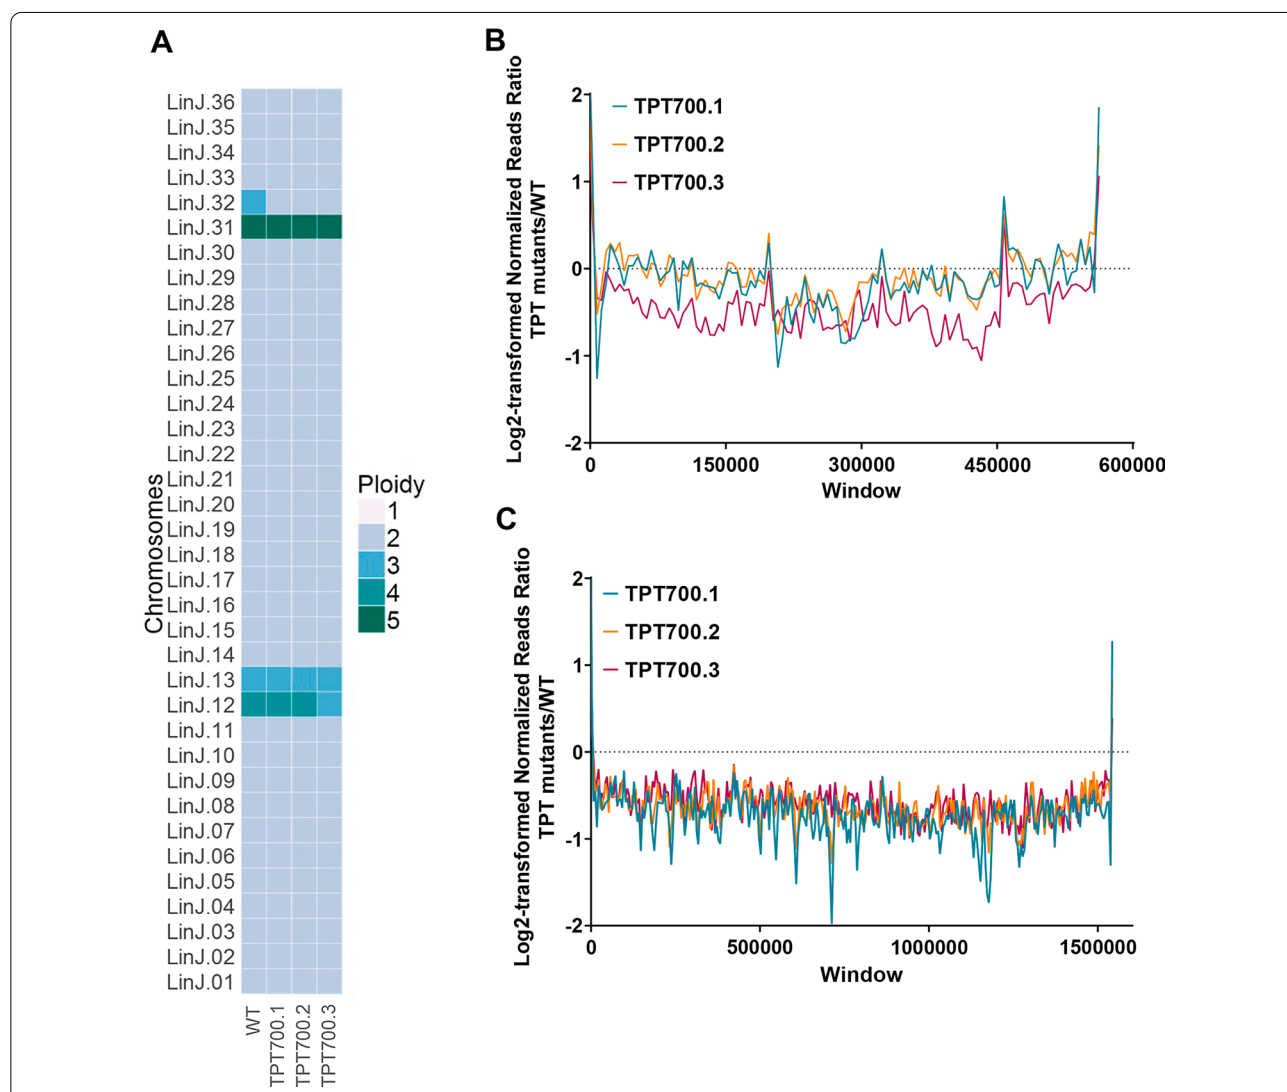 A
LinJ.36
LinJ.35
LinJ.34
LinJ.33
LinJ.32
LinJ.31
LinJ.30
LinJ.29
LinJ.28
LinJ.27
LinJ.26
LinJ.25
LinJ.24
LinJ.23
LinJ.22
LinJ.21
LinJ.20
LinJ.19
LinJ.18
LinJ.17
LinJ.16
LinJ.15
LinJ.14
LinJ.13
LinJ.12
LinJ.11
LinJ.10
LinJ.09
LinJ.08
LinJ.07
LinJ.06
LinJ.05
LinJ.04
LinJ.03
LinJ.02
LinJ.01
Chromosomes
WT
TPT700.1
TPT700.2
TPT700.3
Ploidy
1
2
3
4
5
B
Log2-transformed Normalized Reads Ratio
TPT mutants/WT
2
1
0
-1
-2
TPT700.1
TPT700.2
TPT700.3
0
150000
300000
450000
600000
Window
C
Log2-transformed Normalized Reads Ratio
TPT mutants/WT
2
1
0
-1
-2
TPT700.1
TPT700.2
TPT700.3
0
500000
1000000
1500000
Window